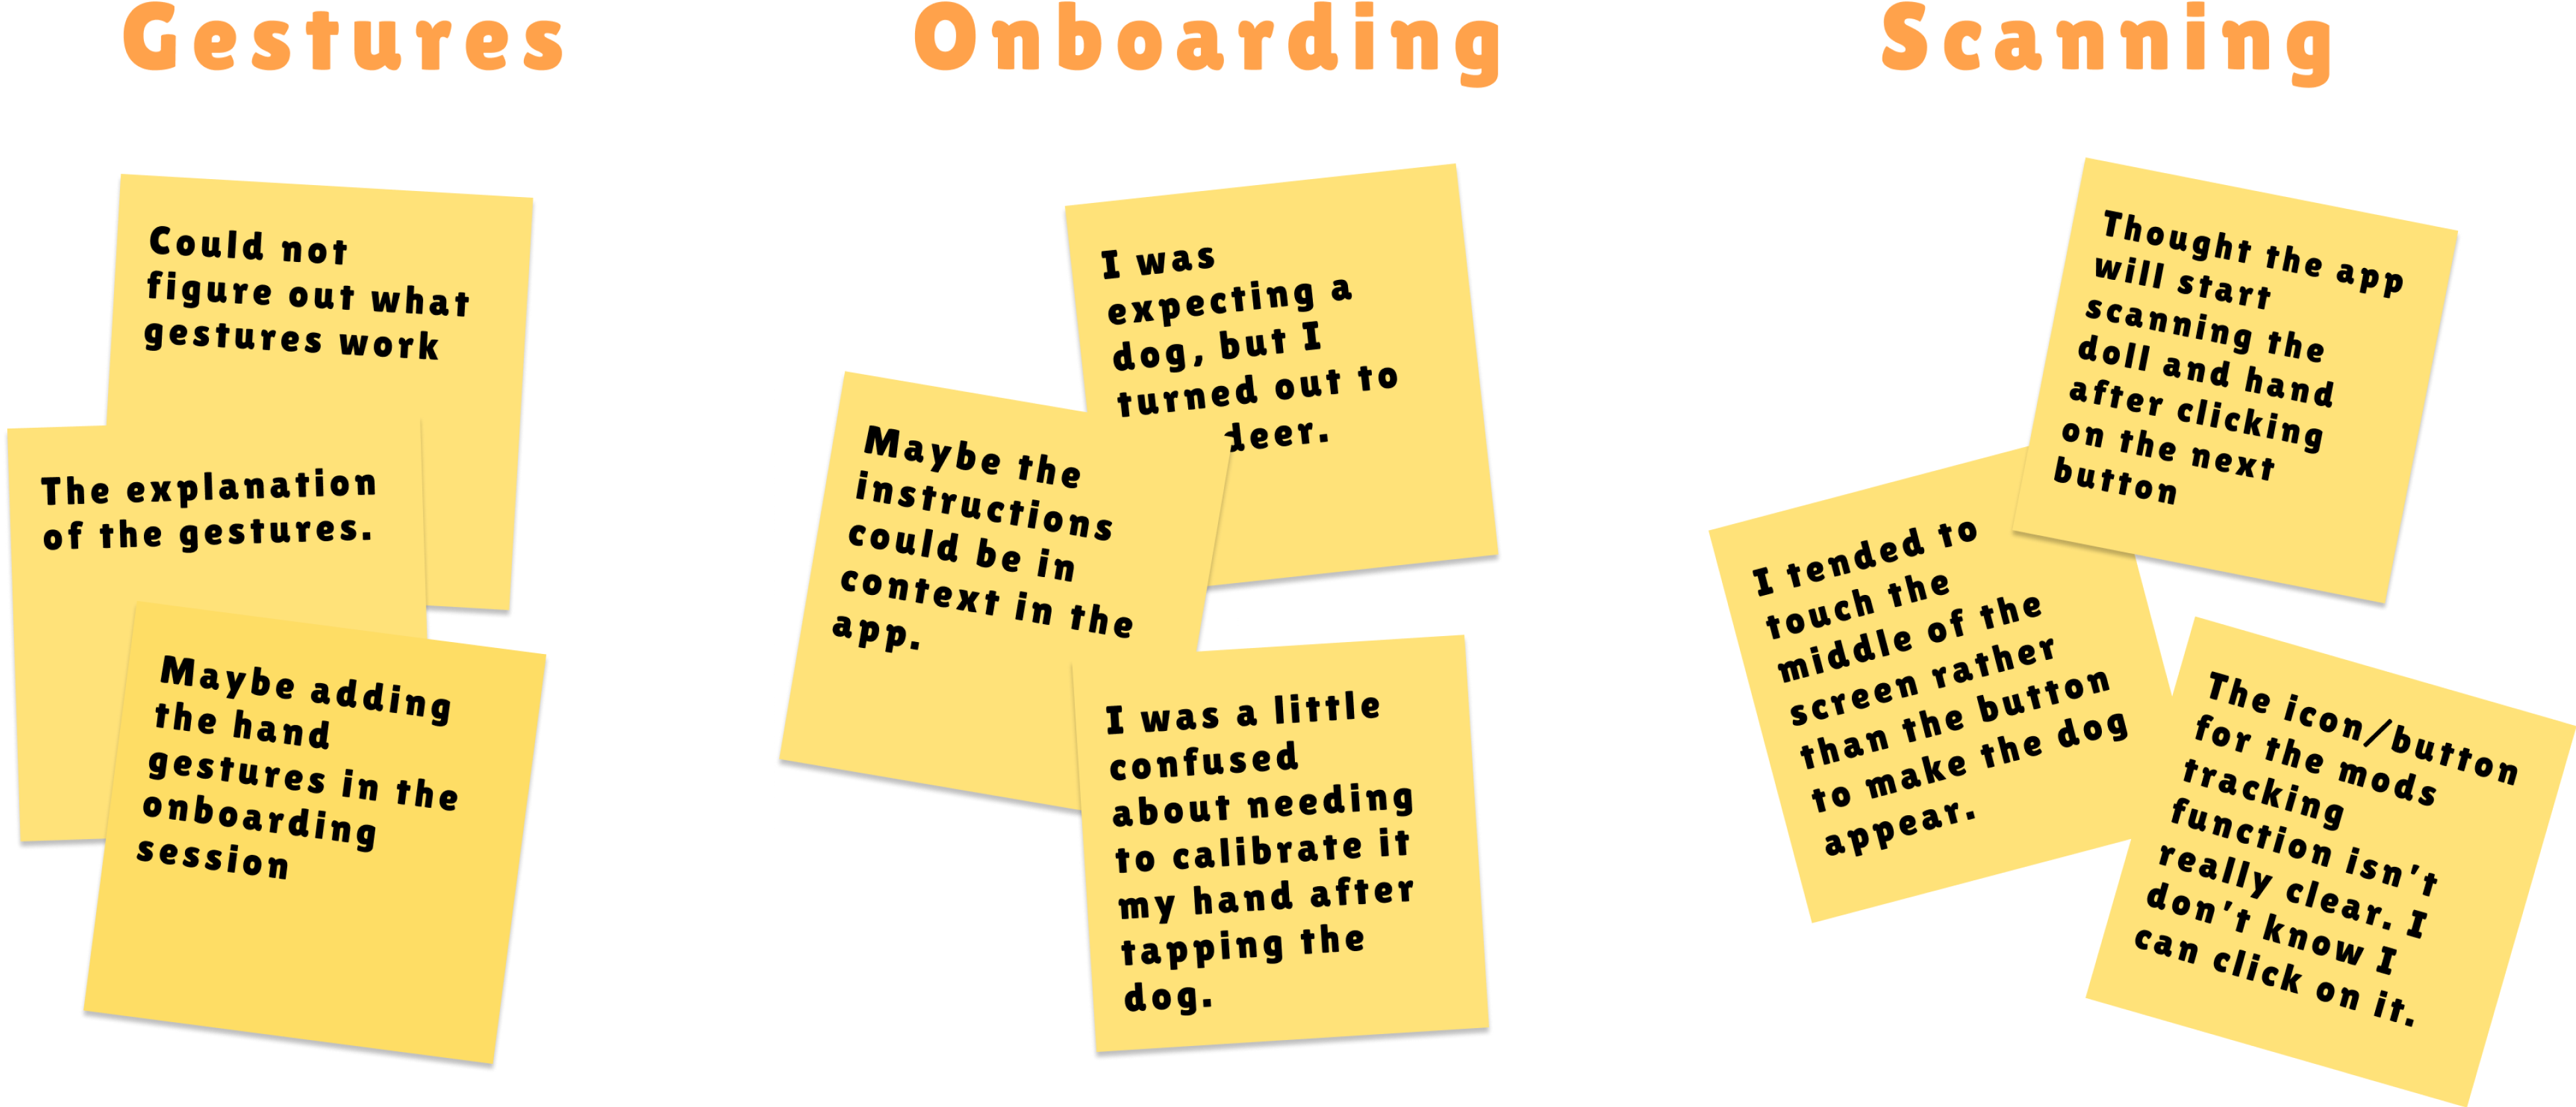 Gestures
Could not
figure out what
gestures work
The explanation
of the gestures.
Maybe adding
the hand
gestures in the
onboarding
session
Onboarding
I was
expecting a
dog, but I
turned out to
deer.
Maybe the
instructions
could be in
context in the
app.
I was a little
confused
about needing
to calibrate it
my hand after
tapping the
dog.
Scanning
Thought the app
will start
scanning the
doll and hand
after clicking
on the next
button
I tended to
touch the
middle of the
screen rather
than the button
to make the dog
appear.
The icon/button
for the mods
tracking
function isn't
really clear. I
don't know I
can click on it.